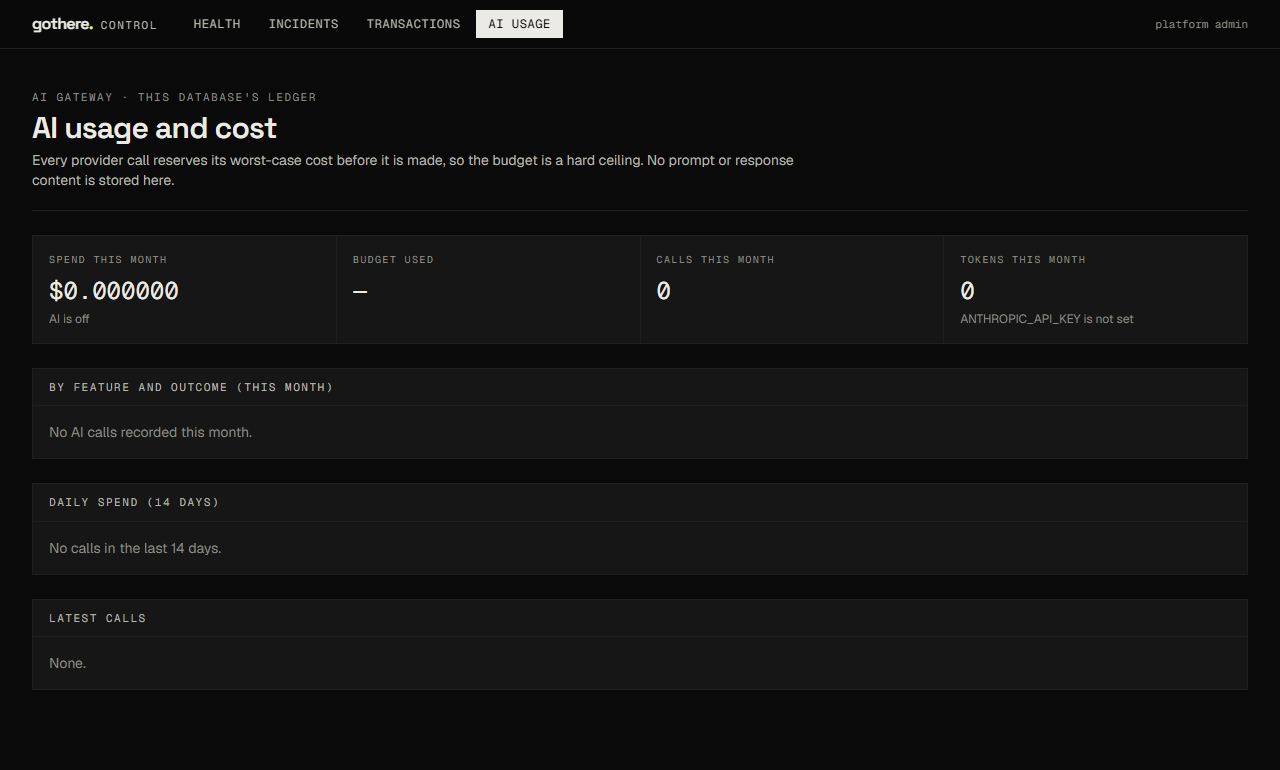 gothere. CONTROL HEALTH INCIDENTS TRANSACTIONS AI USAGE platform admin
AI GATEWAY · THIS DATABASE'S LEDGER
AI usage and cost
Every provider call reserves its worst-case cost before it is made, so the budget is a hard ceiling. No prompt or response
content is stored here.
SPEND THIS MONTH BUDGET USED CALLS THIS MONTH TOKENS THIS MONTH
$0.000000 — 0 0
AI is off ANTHROPIC_API_KEY is not set
BY FEATURE AND OUTCOME (THIS MONTH)
No AI calls recorded this month.
DAILY SPEND (14 DAYS)
No calls in the last 14 days.
LATEST CALLS
None.